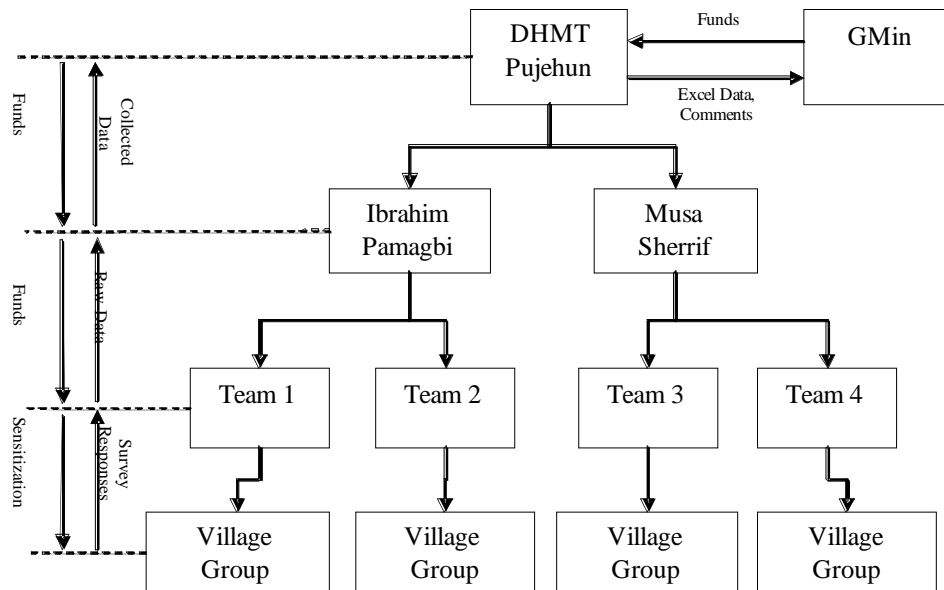 DHMT
Pujehun
Funds
GMin
Excel Data,
Comments
Funds
Collected
Data
Ibrahim
Pamagbi
Musa
Sherrif
Funds
Raw Data
Team 1
Team 2
Team 3
Team 4
Sensitization
Survey
Responses
Village
Group
Village
Group
Village
Group
Village
Group